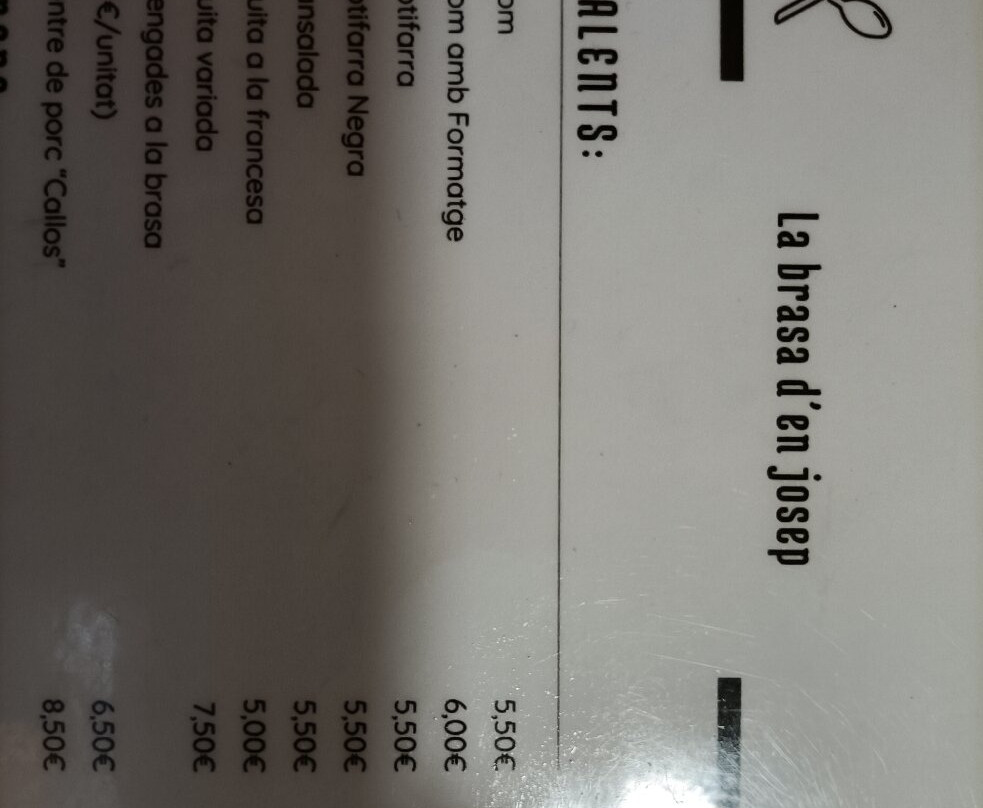 La brasa d'en josep
ALENTS:
om 5,50€
om amb Formatge 6,00€
otifarra 5,50€
otifarra Negra 5,50€
ansalada 5,50€
uita a la francesa 5,00€
uita variada 7,50€
engades a la brasa
€/unitat) 6,50€
ntre de porc "Callos" 8,50€